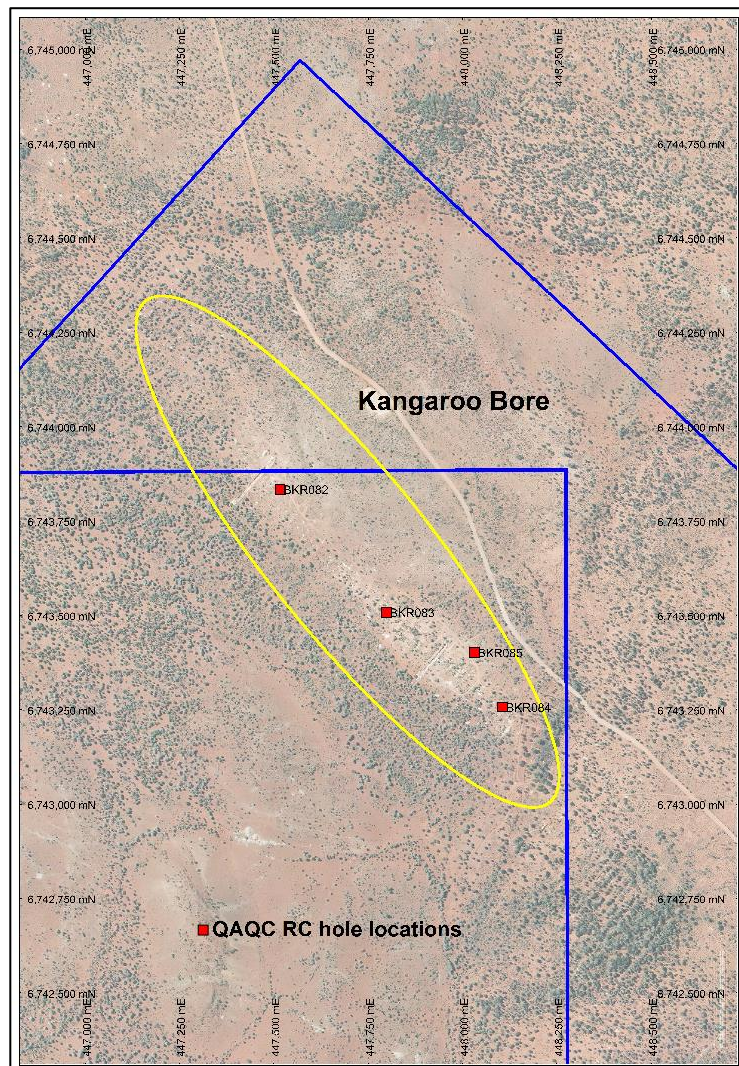 447,000 mE
447,250 mE
447,500 mE
447,750 mE
448,000 mE
448,250 mE
448,500 mE
6,745,000 mN
6,745,000 mN
6,744,750 mN
6,744,750 mN
6,744,500 mN
6,744,500 mN
6,744,250 mN
6,744,250 mN
Kangaroo Bore
6,744,000 mN
6,744,000 mN
BKR082
6,743,750 mN
6,743,750 mN
BKR083
6,743,500 mN
6,743,500 mN
BKR085
BKR084
6,743,250 mN
6,743,250 mN
6,743,000 mN
6,743,000 mN
6,742,750 mN
6,742,750 mN
QAQC RC hole locations
6,742,500 mN
6,742,500 mN
447,000 mE
447,250 mE
447,500 mE
447,750 mE
448,000 mE
448,250 mE
448,500 mE